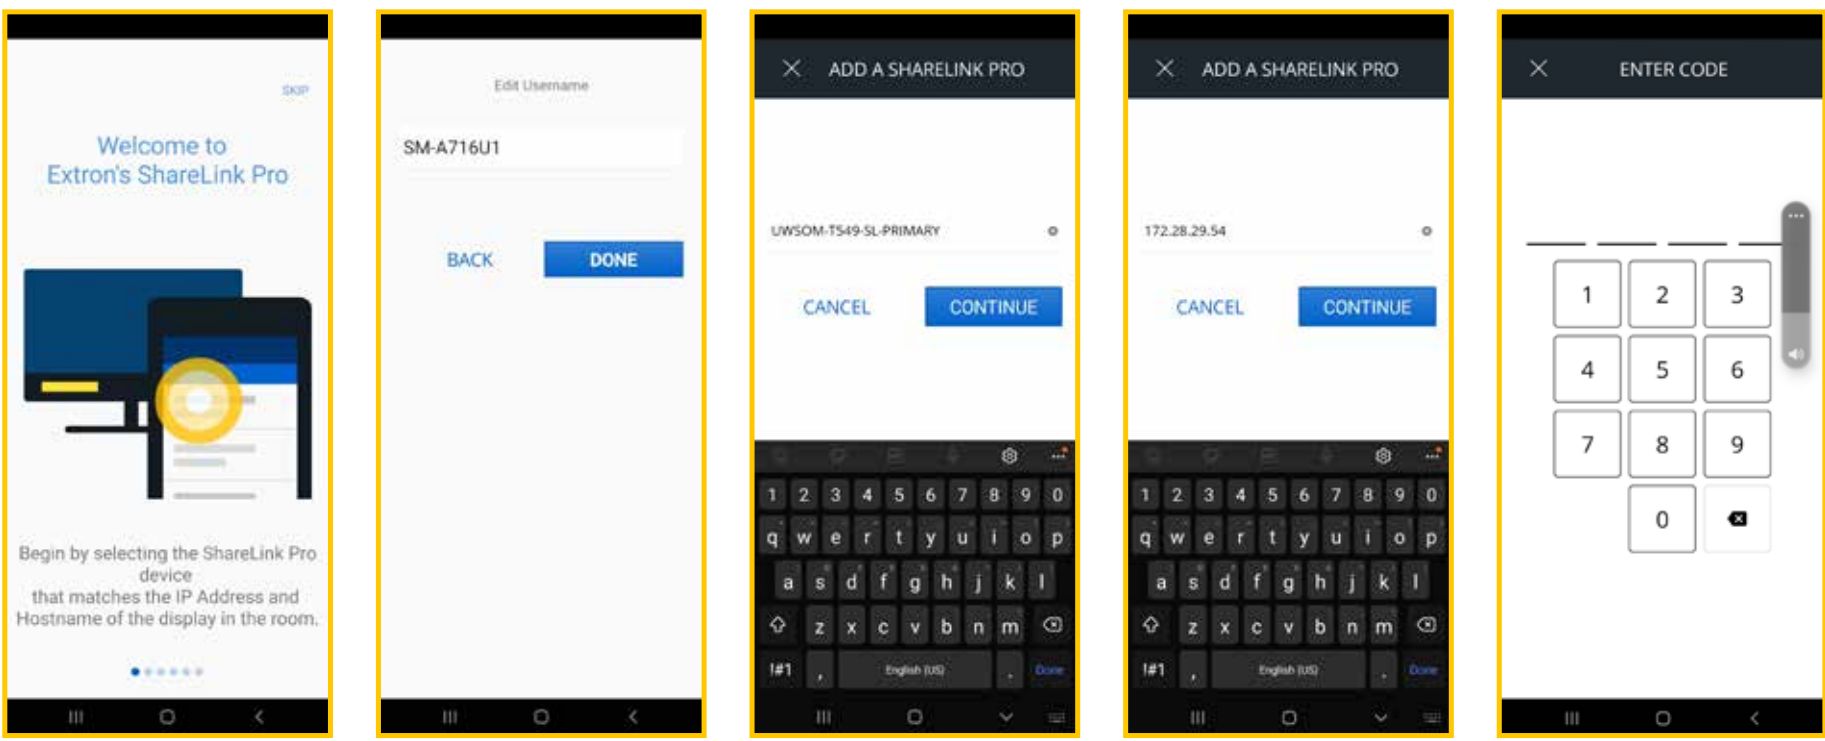 SKIP
Welcome to
Extron's ShareLink Pro
Begin by selecting the ShareLink Pro
device
that matches the IP Address and
Hostname of the display in the room.
Edit Username
SM-A716U1
BACK
DONE
ADD A SHARELINK PRO
UWSOM-T549-SL-PRIMARY
CANCEL
CONTINUE
1 2 3 4 5 6 7 8 9 0
q w e r t y u i o p
a s d f g h j k l
z x c v b n m
!#1 , English (US) . Done
ADD A SHARELINK PRO
172.28.29.54
CANCEL
CONTINUE
1 2 3 4 5 6 7 8 9 0
q w e r t y u i o p
a s d f g h j k l
z x c v b n m
!#1 , English (US) . Done
ENTER CODE
1 2 3
4 5 6
7 8 9
0